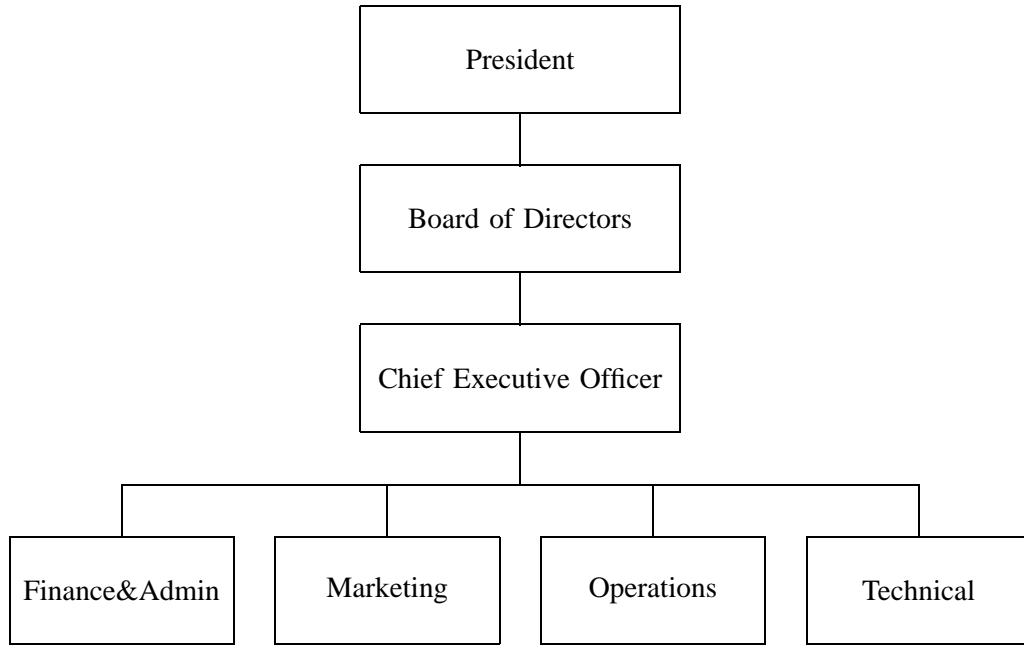 President
Board of Directors
Chief Executive Officer
Finance&Admin
Marketing
Operations
Technical